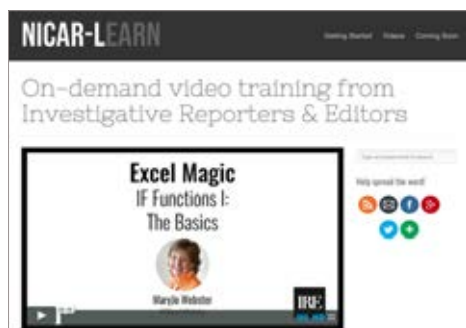 NICAR-LEARN
Getting Started Videos Coming Soon
On-demand video training from
Investigative Reporters & Editors
Excel Magic
IF Functions I:
The Basics
Help spread the word!
MaryJo Webster
IRE